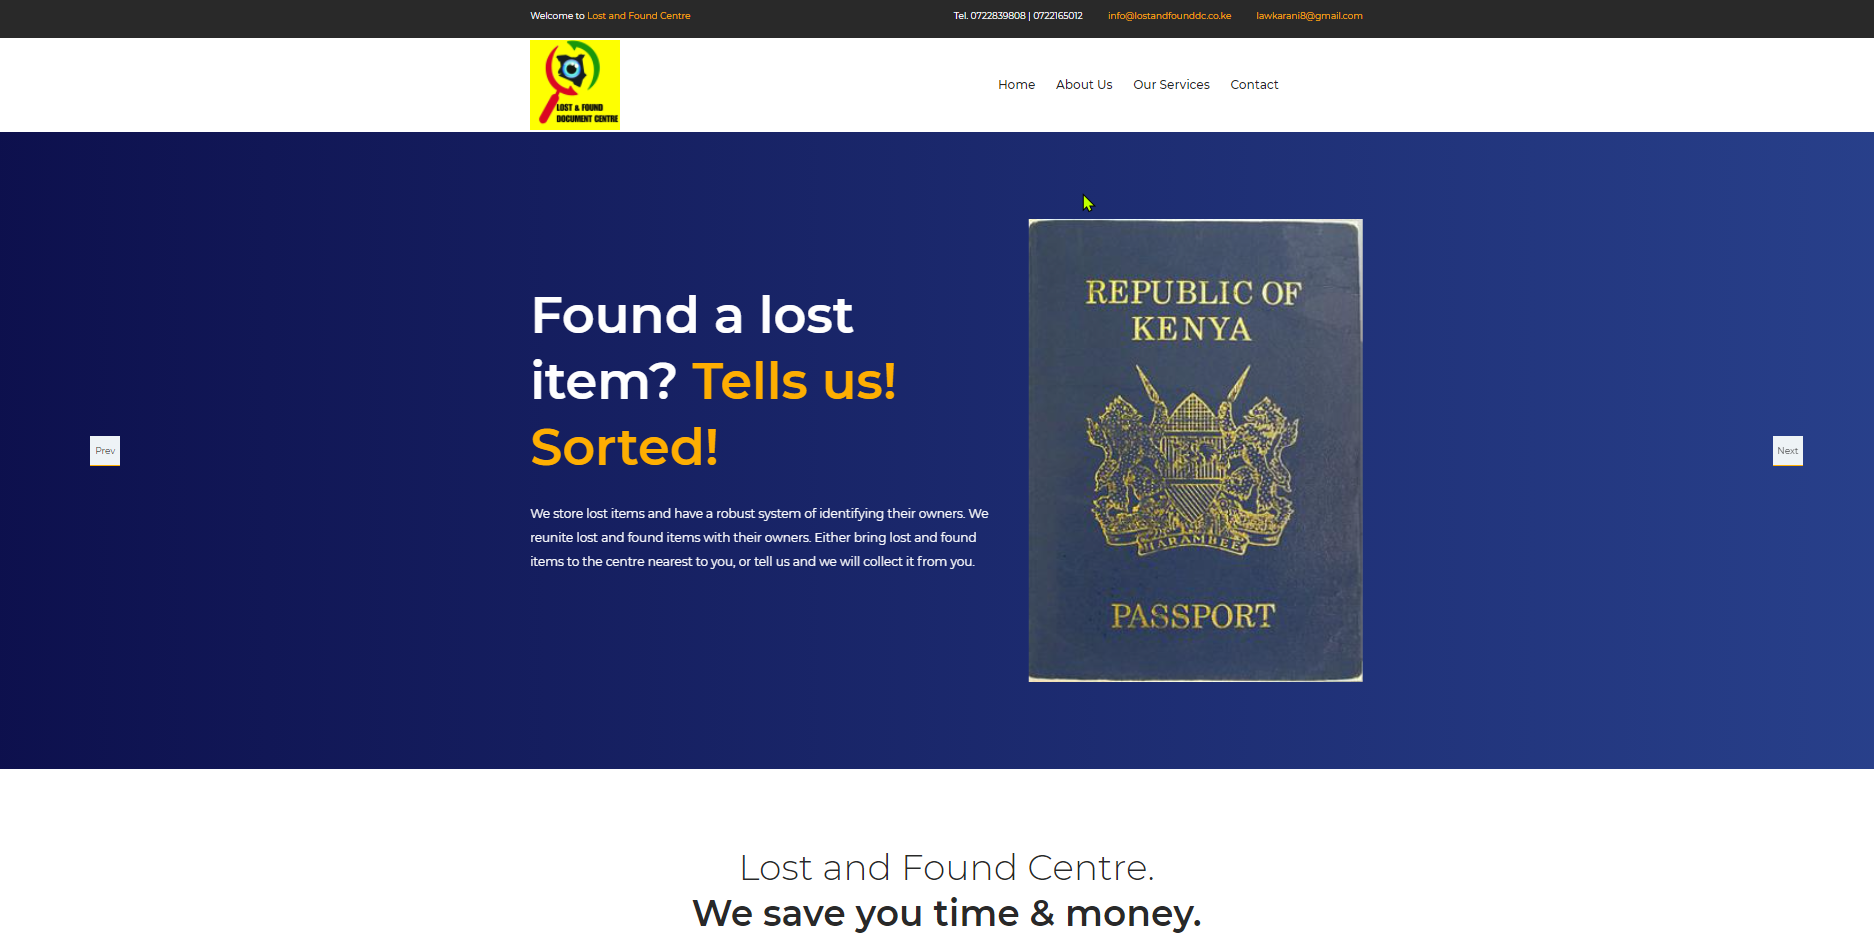 Welcome to Lost and Found Centre
Tel. 0722839808 | 0722165012 info@lostandfounddc.co.ke lawkarani8@gmail.com
LOST & FOUND
DOCUMENT CENTRE
Home About Us Our Services Contact
Found a lost
item? Tells us!
Sorted!
We store lost items and have a robust system of identifying their owners. We
reunite lost and found items with their owners. Either bring lost and found
items to the centre nearest to you, or tell us and we will collect it from you.
REPUBLIC OF
KENYA
HARAMBEE
PASSPORT
Prev
Next
Lost and Found Centre.
We save you time & money.